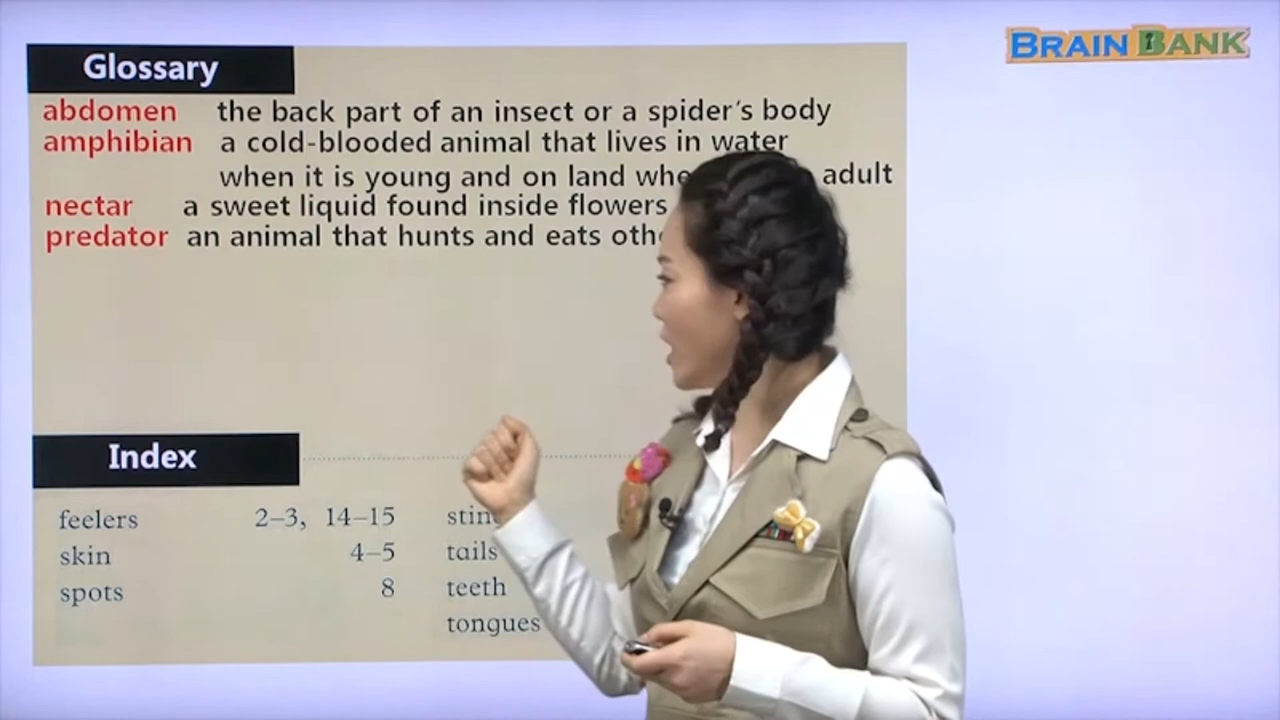 BRAIN BANK
Glossary
abdomen the back part of an insect or a spider's body
amphibian a cold-blooded animal that lives in water
when it is young and on land adult
nectar a sweet liquid found inside flowers
predator an animal that hunts and eats
Index
feelers 2–3, 14–15
skin 4–5
spots 8
tails
teeth
tongues